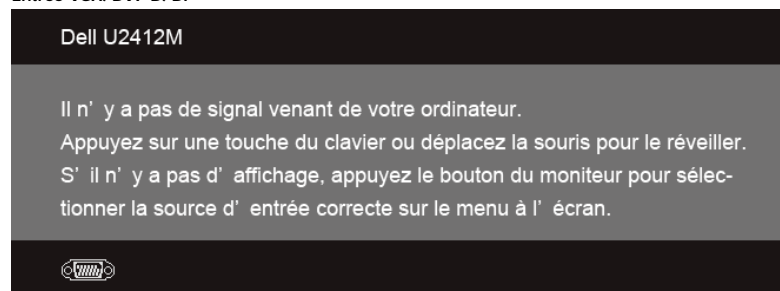 Dell U2412M
Il n' y a pas de signal venant de votre ordinateur.
Appuyez sur une touche du clavier ou déplacez la souris pour le réveiller.
S' il n' y a pas d' affichage, appuyez le bouton du moniteur pour sélec-
tionner la source d' entrée correcte sur le menu à l' écran.